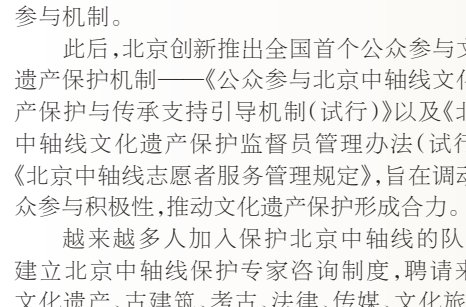 参与机制。
此后,北京创新推出全国首个公众参与文
遗产保护机制——《公众参与北京中轴线文化
产保护与传承支持引导机制(试行)》以及《北
中轴线文化遗产保护监督员管理办法(试行
《北京中轴线志愿者服务管理规定》,旨在调动
众参与积极性,推动文化遗产保护形成合力。
越来越多人加入保护北京中轴线的队
建立北京中轴线保护专家咨询制度,聘请来
文化遗产、古建筑、考古、法律、传媒、文化旅